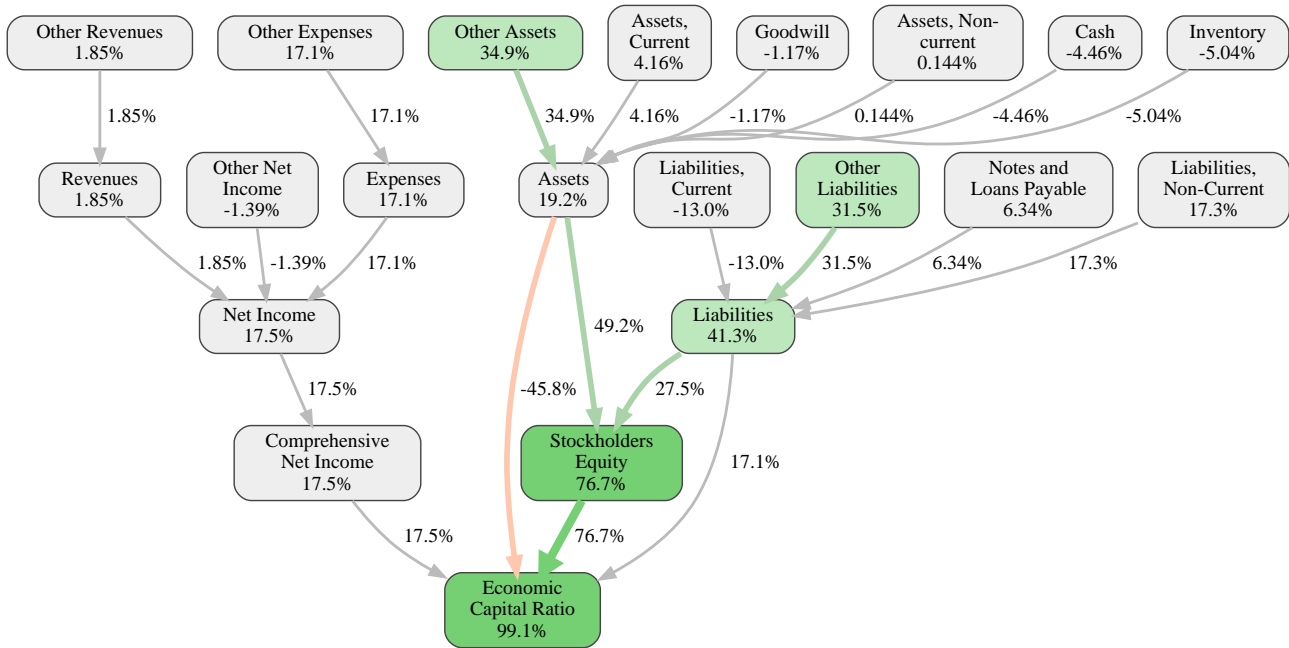 Other Revenues
1.85%
Other Expenses
17.1%
Other Assets
34.9%
Assets,
Current
4.16%
Goodwill
-1.17%
Assets, Non-
current
0.144%
Cash
-4.46%
Inventory
-5.04%
1.85%
17.1%
34.9%
4.16%
-1.17%
0.144%
-4.46%
-5.04%
Revenues
1.85%
Other Net
Income
-1.39%
Expenses
17.1%
Assets
19.2%
Liabilities,
Current
-13.0%
Other
Liabilities
31.5%
Notes and
Loans Payable
6.34%
Liabilities,
Non-Current
17.3%
1.85%
-1.39%
17.1%
-13.0%
31.5%
6.34%
17.3%
Net Income
17.5%
49.2%
Liabilities
41.3%
17.5%
-45.8%
27.5%
Comprehensive
Net Income
17.5%
Stockholders
Equity
76.7%
17.1%
17.5%
76.7%
Economic
Capital Ratio
99.1%